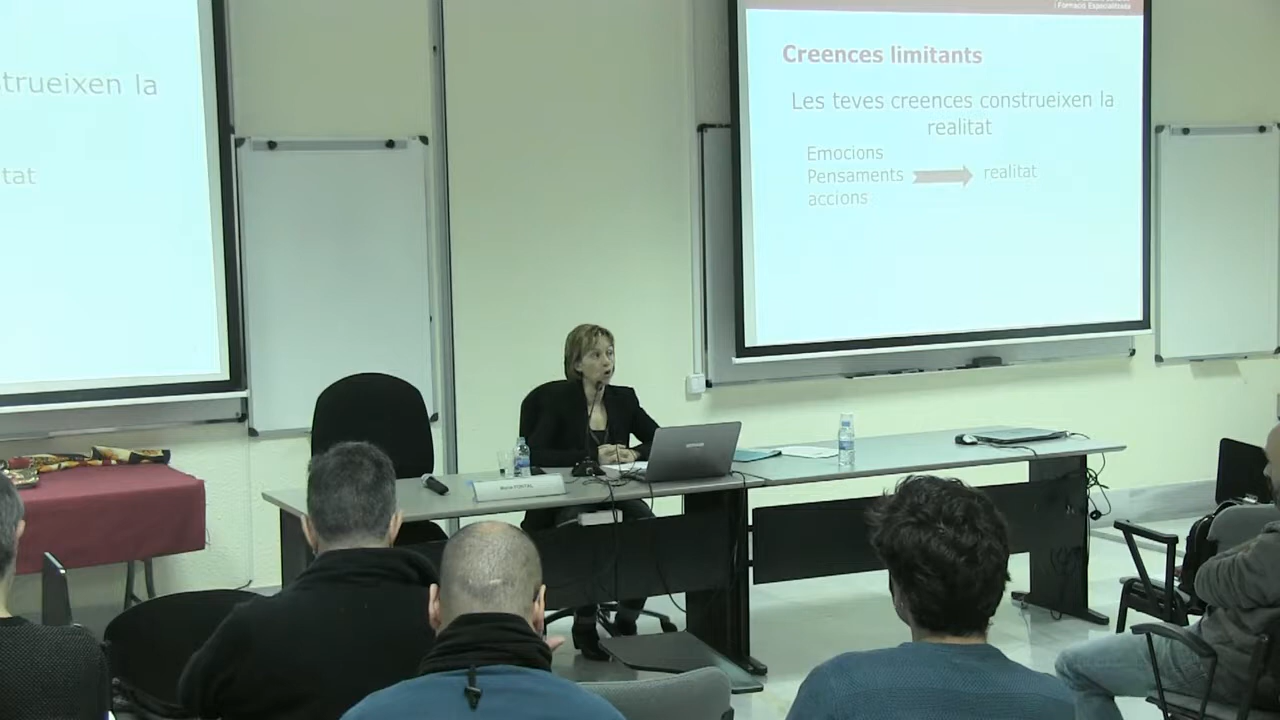 trueixen la
tat
Formació Especialitzada
Creences limitants
Les teves creences construeixen la
realitat
Emocions
Pensaments
accions
realitat